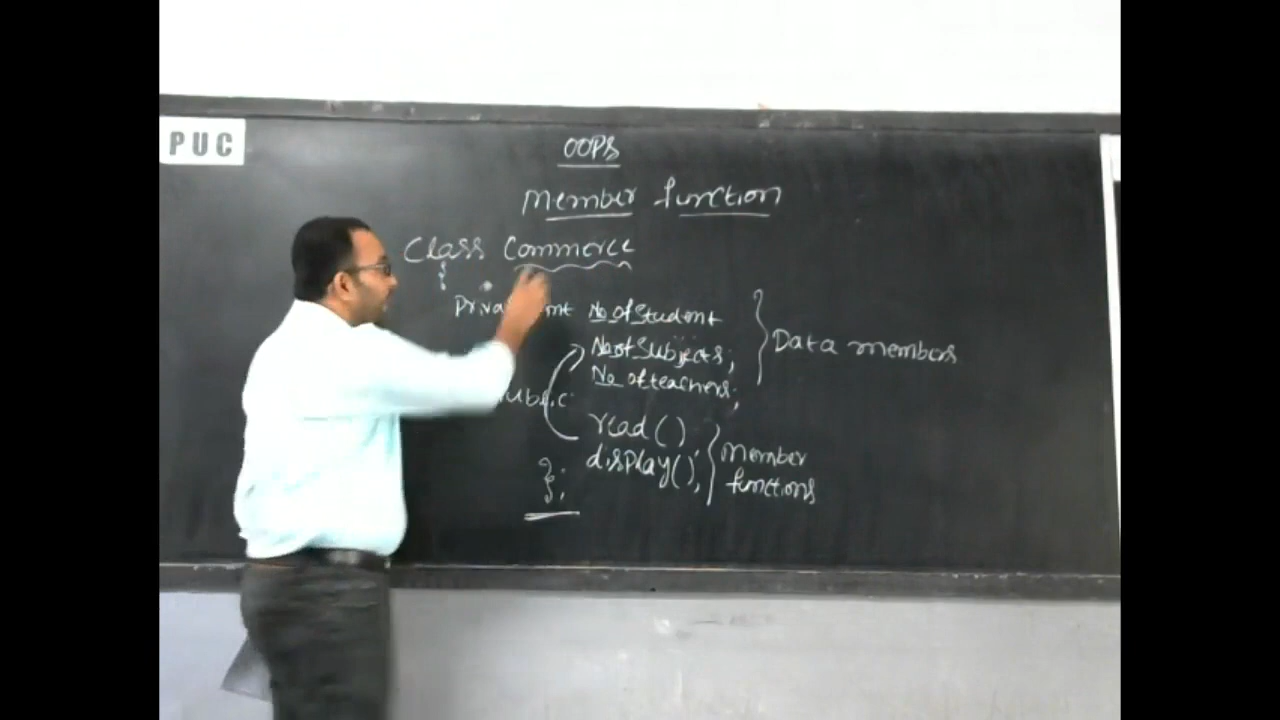 PUC
OOPS
Member function
Class Commerce
{
int No of Student
No of Subjects;
No of teachers;
Data members
read()
display();
Member
functions
};